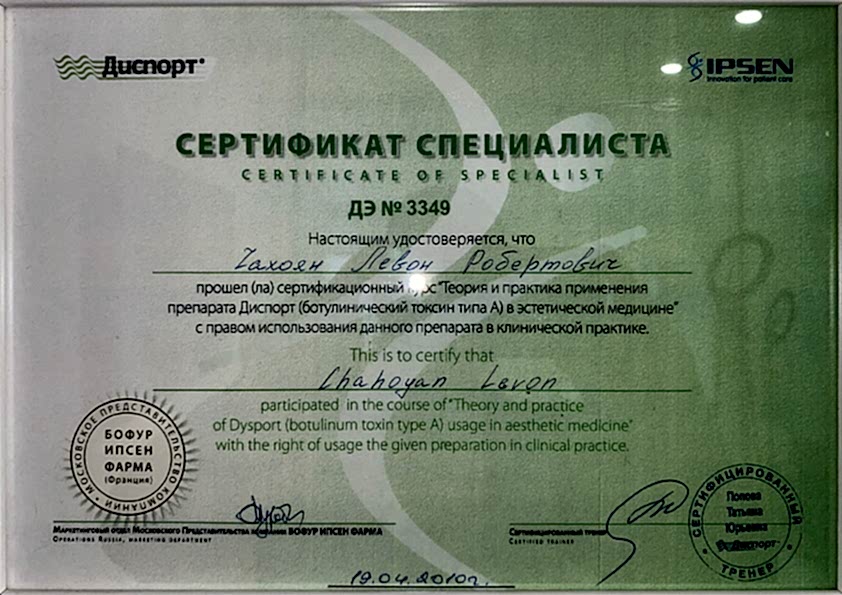 Диспорт®
IPSEN
Innovation for patient care
СЕРТИФИКАТ СПЕЦИАЛИСТА
CERTIFICATE OF SPECIALIST
ДЭ № 3349
Настоящим удостоверяется, что
Чахоян Левон Робертович
прошел (ла) сертификационный курс "Теория и практика применения
препарата Диспорт (ботулинический токсин типа А) в эстетической медицине"
с правом использования данного препарата в клинической практике.
This is to certify that
Chahoyan Levon
participated in the course of "Theory and practice
of Dysport (botulinum toxin type A) usage in aesthetic medicine"
with the right of usage the given preparation in clinical practice.
МОСКОВСКОЕ ПРЕДСТАВИТЕЛЬСТВО КОМПАНИИ
БОФУР
ИПСЕН
ФАРМА
(Франция)
Маркетинговый отдел Московского Представительства компании БОФУР ИПСЕН ФАРМА
Operations Russia, marketing department
Сертифицированный тренер
Certified trainer
СЕРТИФИЦИРОВАННЫЙ
Попова
Татьяна
Юрьевна
Диспорт
ТРЕНЕР
19.04.2010г.